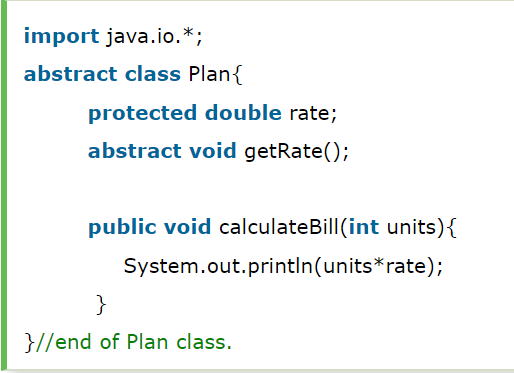 import java.io.*;
abstract class Plan{
protected double rate;
abstract void getRate();
public void calculateBill(int units){
System.out.println(units*rate);
}
}//end of Plan class.